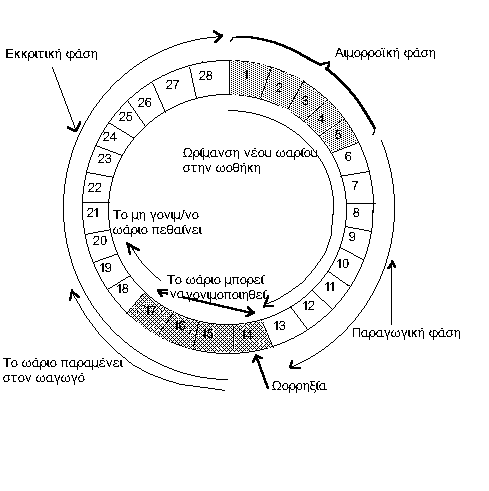 Εκκριτική φάση
Αιμορροϊκή φάση
1
2
3
4
5
6
7
8
9
10
11
12
13
14
15
16
17
18
19
20
21
22
23
24
25
26
27
28
Ωρίμανση νέου ωαρίου
στην ωοθήκη
Το μη γονιμ/νο
ωάριο πεθαίνει
Το ωάριο μπορεί
να γονιμοποιηθεί
Παραγωγική φάση
Το ωάριο παραμένει
στον ωαγωγό
Ωορρηξία